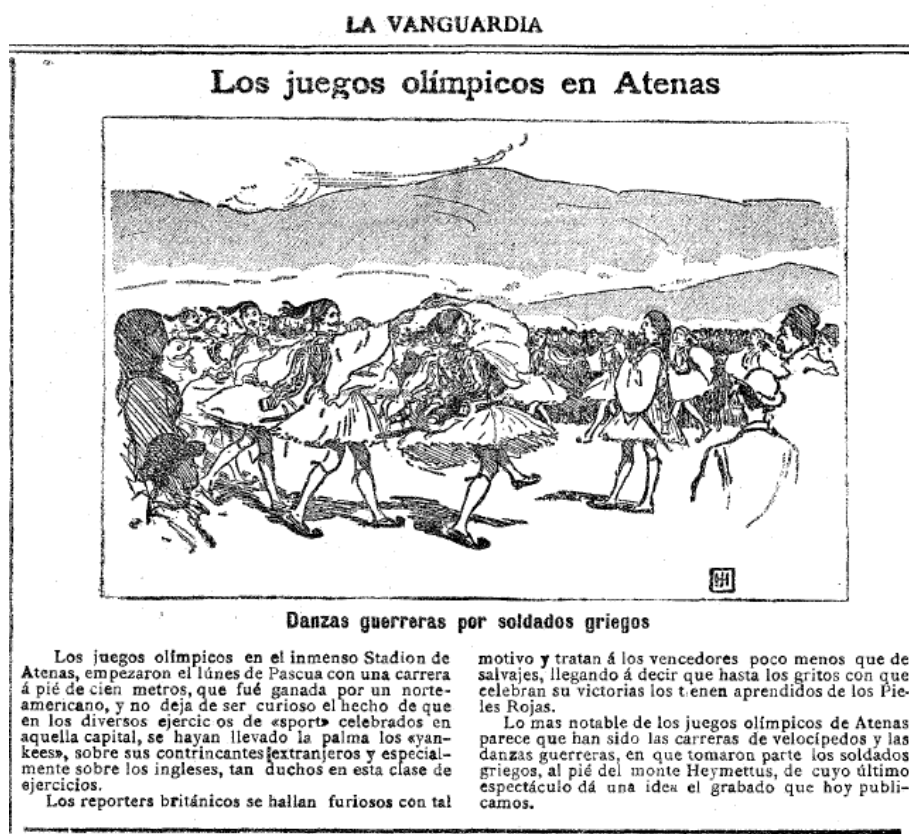 LA VANGUARDIA
Los juegos olímpicos en Atenas
Danzas guerreras por soldados griegos
Los juegos olímpicos en el inmenso Stadion de
Atenas, empezaron el lúnes de Pascua con una carrera
á pié de cien metros, que fué ganada por un norte-
americano, y no deja de ser curioso el hecho de que
en los diversos ejercic os de «sport» celebrados en
aquella capital, se hayan llevado la palma los «yan-
kees», sobre sus contrincantes extranjeros y especial-
mente sobre los ingleses, tan duchos en esta clase de
ejercicios.
Los reporters británicos se hallan furiosos con tal
motivo y tratan á los vencedores poco menos que de
salvajes, llegando á decir que hasta los gritos con que
celebran su victorias los tienen aprendidos de los Pie-
les Rojas.
Lo mas notable de los juegos olímpicos de Atenas
parece que han sido las carreras de velocípedos y las
danzas guerreras, en que tomaron parte los soldados
griegos, al pié del monte Heymettus, de cuyo último
espectáculo dá una idea el grabado que hoy publi-
camos.